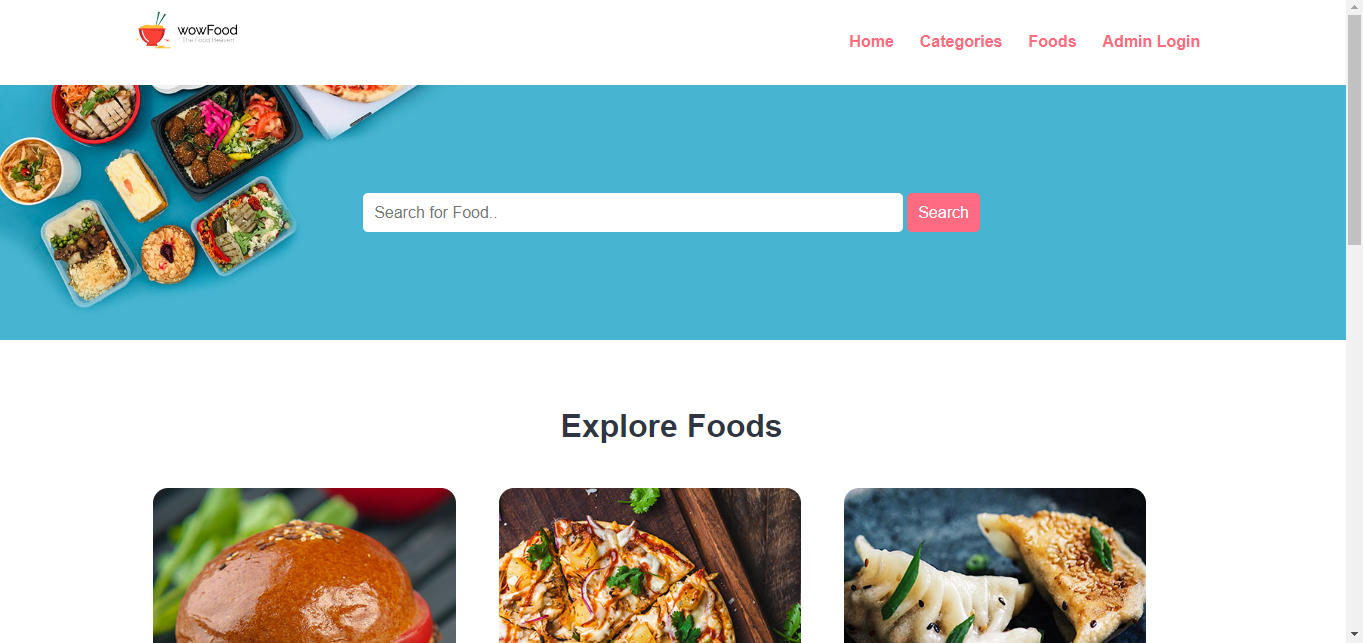 wowFood
The Food Heaven
Home Categories Foods Admin Login
Search for Food..
Search
Explore Foods